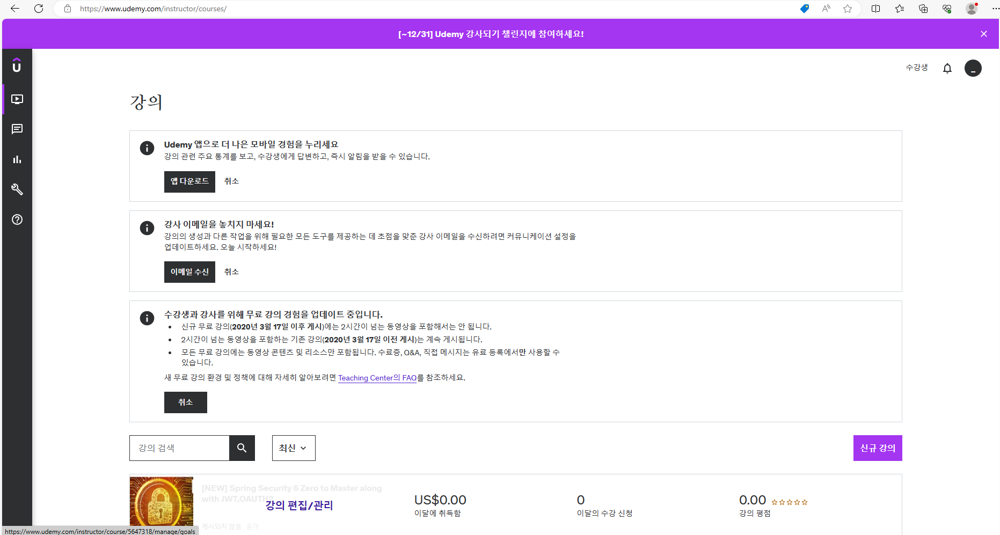 https://www.udemy.com/instructor/courses/
[~12/31] Udemy 강사되기 챌린지에 참여하세요!
수강생
강의
Udemy 앱으로 더 나은 모바일 경험을 누리세요
강의 관련 주요 통계를 보고, 수강생에게 답변하고, 즉시 알림을 받을 수 있습니다.
앱 다운로드 취소
강사 이메일을 놓치지 마세요!
강의의 생성과 다른 작업을 위해 필요한 모든 도구를 제공하는 데 초점을 맞춘 강사 이메일을 수신하려면 커뮤니케이션 설정을
업데이트하세요. 오늘 시작하세요!
이메일 수신 취소
수강생과 강사를 위해 무료 강의 경험을 업데이트 중입니다.
• 신규 무료 강의(2020년 3월 17일 이후 게시)에는 2시간이 넘는 동영상을 포함해서는 안 됩니다.
• 2시간이 넘는 동영상을 포함하는 기존 강의(2020년 3월 17일 이전 게시)는 계속 게시됩니다.
• 모든 무료 강의에는 동영상 콘텐츠 및 리소스만 포함됩니다. 수료증, Q&A, 직접 메시지는 유료 등록에서만 사용할 수
있습니다.
새 무료 강의 환경 및 정책에 대해 자세히 알아보려면 Teaching Center의 FAQ를 참조하세요.
취소
강의 검색 최신 신규 강의
[NEW] Spring Security 6 Zero to Master along
with JWT,OAUTH2
강의 편집/관리
게시되지 않음 공개
US$0.00
이달에 취득함
0
이달의 수강 신청
0.00
강의 평점
https://www.udemy.com/instructor/course/5647318/manage/goals